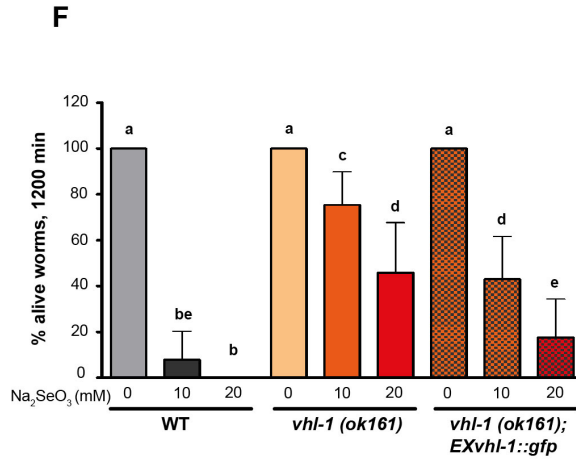 F
% alive worms, 1200 min
120
100
80
60
40
20
0
a
be
b
a
c
d
a
d
e
Na₂SeO₃ (mM) 0 10 20 0 10 20 0 10 20
WT
vhl-1 (ok161)
vhl-1 (ok161);
EXvhl-1::gfp